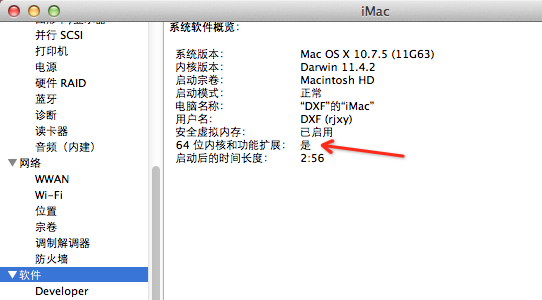 iMac
图形卡/显示器
并行 SCSI
打印机
电源
硬件 RAID
蓝牙
诊断
读卡器
音频（内建）
网络
WWAN
Wi-Fi
位置
宗卷
调制解调器
防火墙
软件
Developer
系统软件概览：
系统版本： Mac OS X 10.7.5 (11G63)
内核版本： Darwin 11.4.2
启动宗卷： Macintosh HD
启动模式： 正常
电脑名称： “DXF”的“iMac”
用户名： DXF (rjxy)
安全虚拟内存： 已启用
64 位内核和功能扩展： 是
启动后的时间长度： 2:56